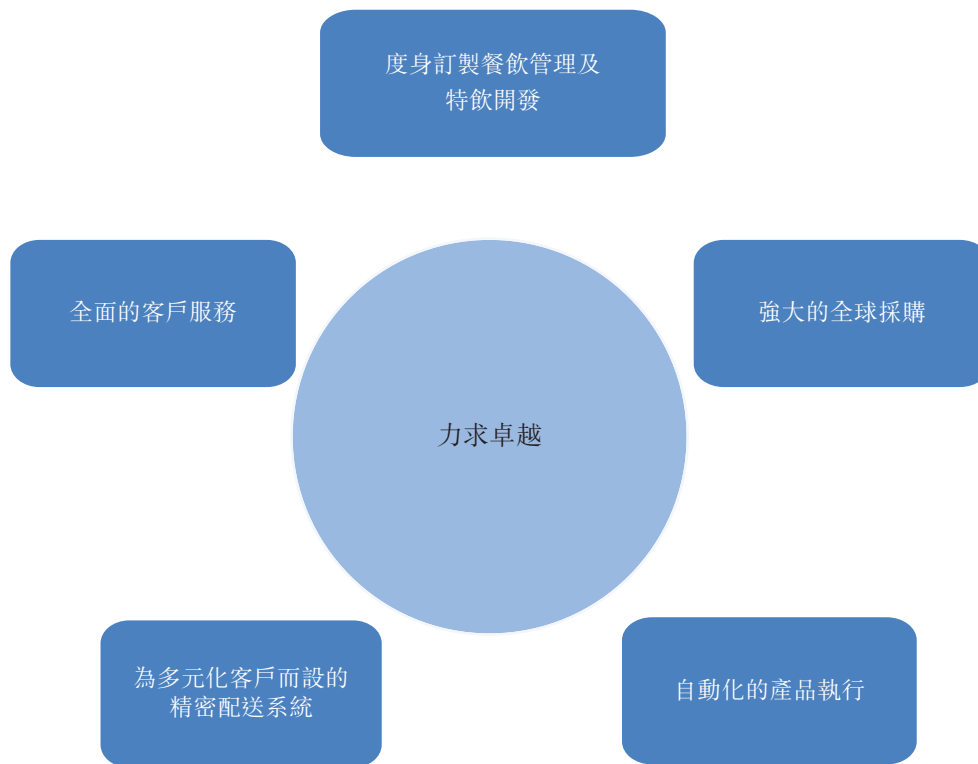 度身訂製餐飲管理及
特飲開發
全面的客戶服務
強大的全球採購
力求卓越
為多元化客戶而設的
精密配送系統
自動化的產品執行